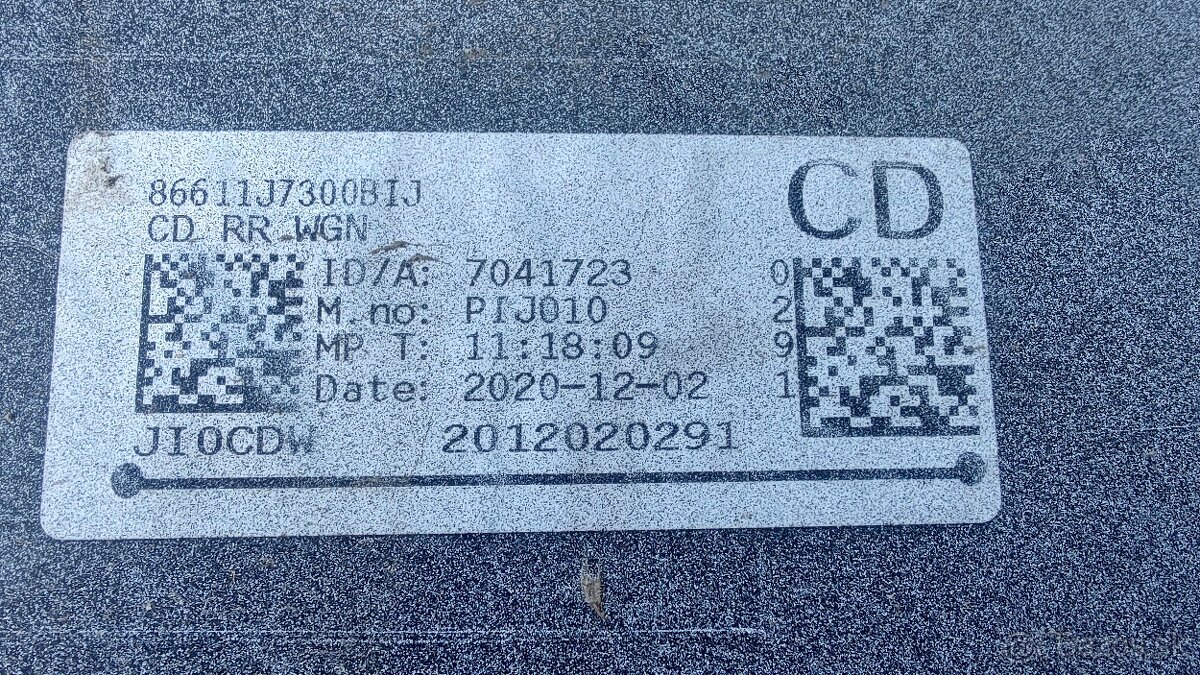 86611J7300BIJ
CD RR WGN
CD
ID/A: 7041723
M.no: PIJ010
MP T: 11:18:09
Date: 2020-12-02
0
2
9
1
JI0CDW 2012020291